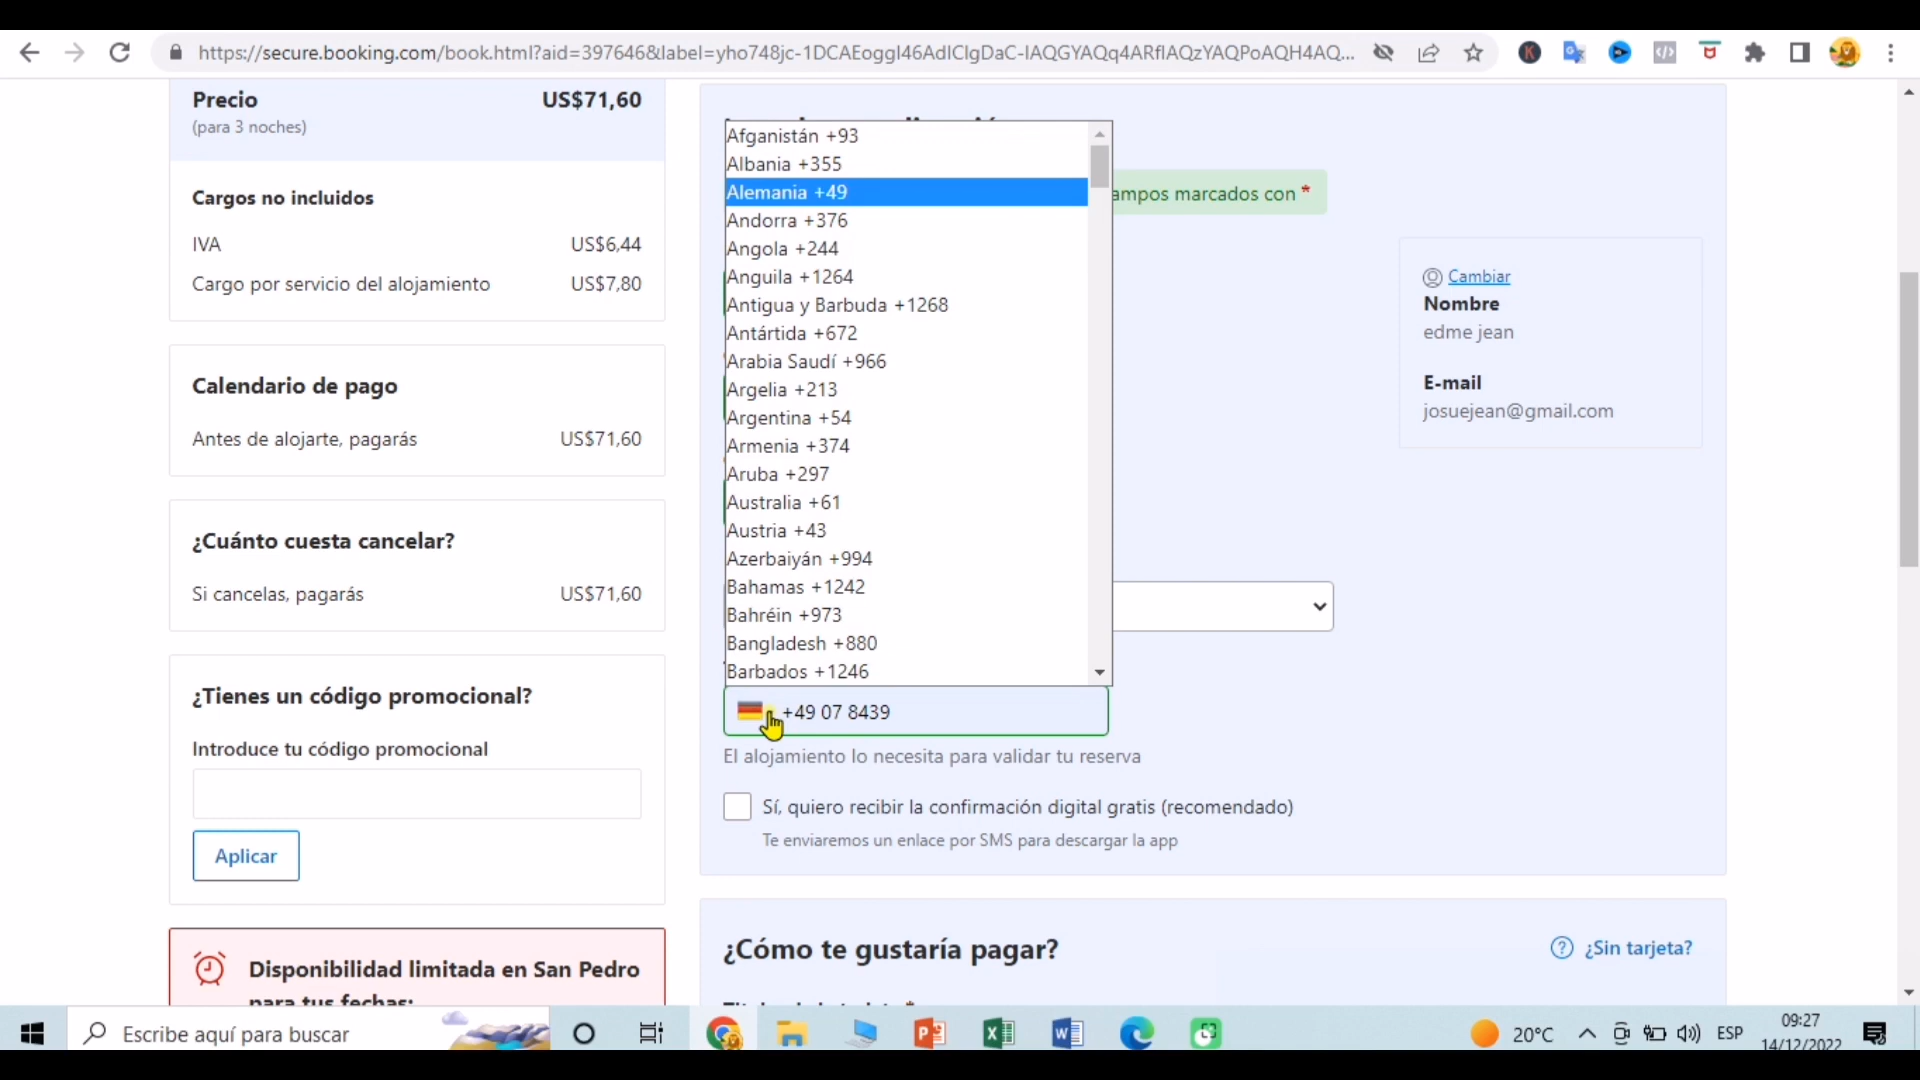 https://secure.booking.com/book.html?aid=397646&label=yho748jc-1DCAEoggI46AdICIgDaC-IAQGYAQq4ARfIAQzYAQPoAQH4AQ...
Precio US$71,60
(para 3 noches)
Cargos no incluidos
IVA US$6,44
Cargo por servicio del alojamiento US$7,80
Calendario de pago
Antes de alojarte, pagarás US$71,60
¿Cuánto cuesta cancelar?
Si cancelas, pagarás US$71,60
¿Tienes un código promocional?
Introduce tu código promocional
Aplicar
Disponibilidad limitada en San Pedro
para tus fechas:
Afganistán +93
Albania +355
Alemania +49
Andorra +376
Angola +244
Anguila +1264
Antigua y Barbuda +1268
Antártida +672
Arabia Saudí +966
Argelia +213
Argentina +54
Armenia +374
Aruba +297
Australia +61
Austria +43
Azerbaiyán +994
Bahamas +1242
Bahréin +973
Bangladesh +880
Barbados +1246
ampos marcados con *
Cambiar
Nombre
edme jean
E-mail
josuejean@gmail.com
+49 07 8439
El alojamiento lo necesita para validar tu reserva
Sí, quiero recibir la confirmación digital gratis (recomendado)
Te enviaremos un enlace por SMS para descargar la app
¿Cómo te gustaría pagar?
¿Sin tarjeta?
Escribe aquí para buscar
20°C
ESP
09:27
14/12/2022